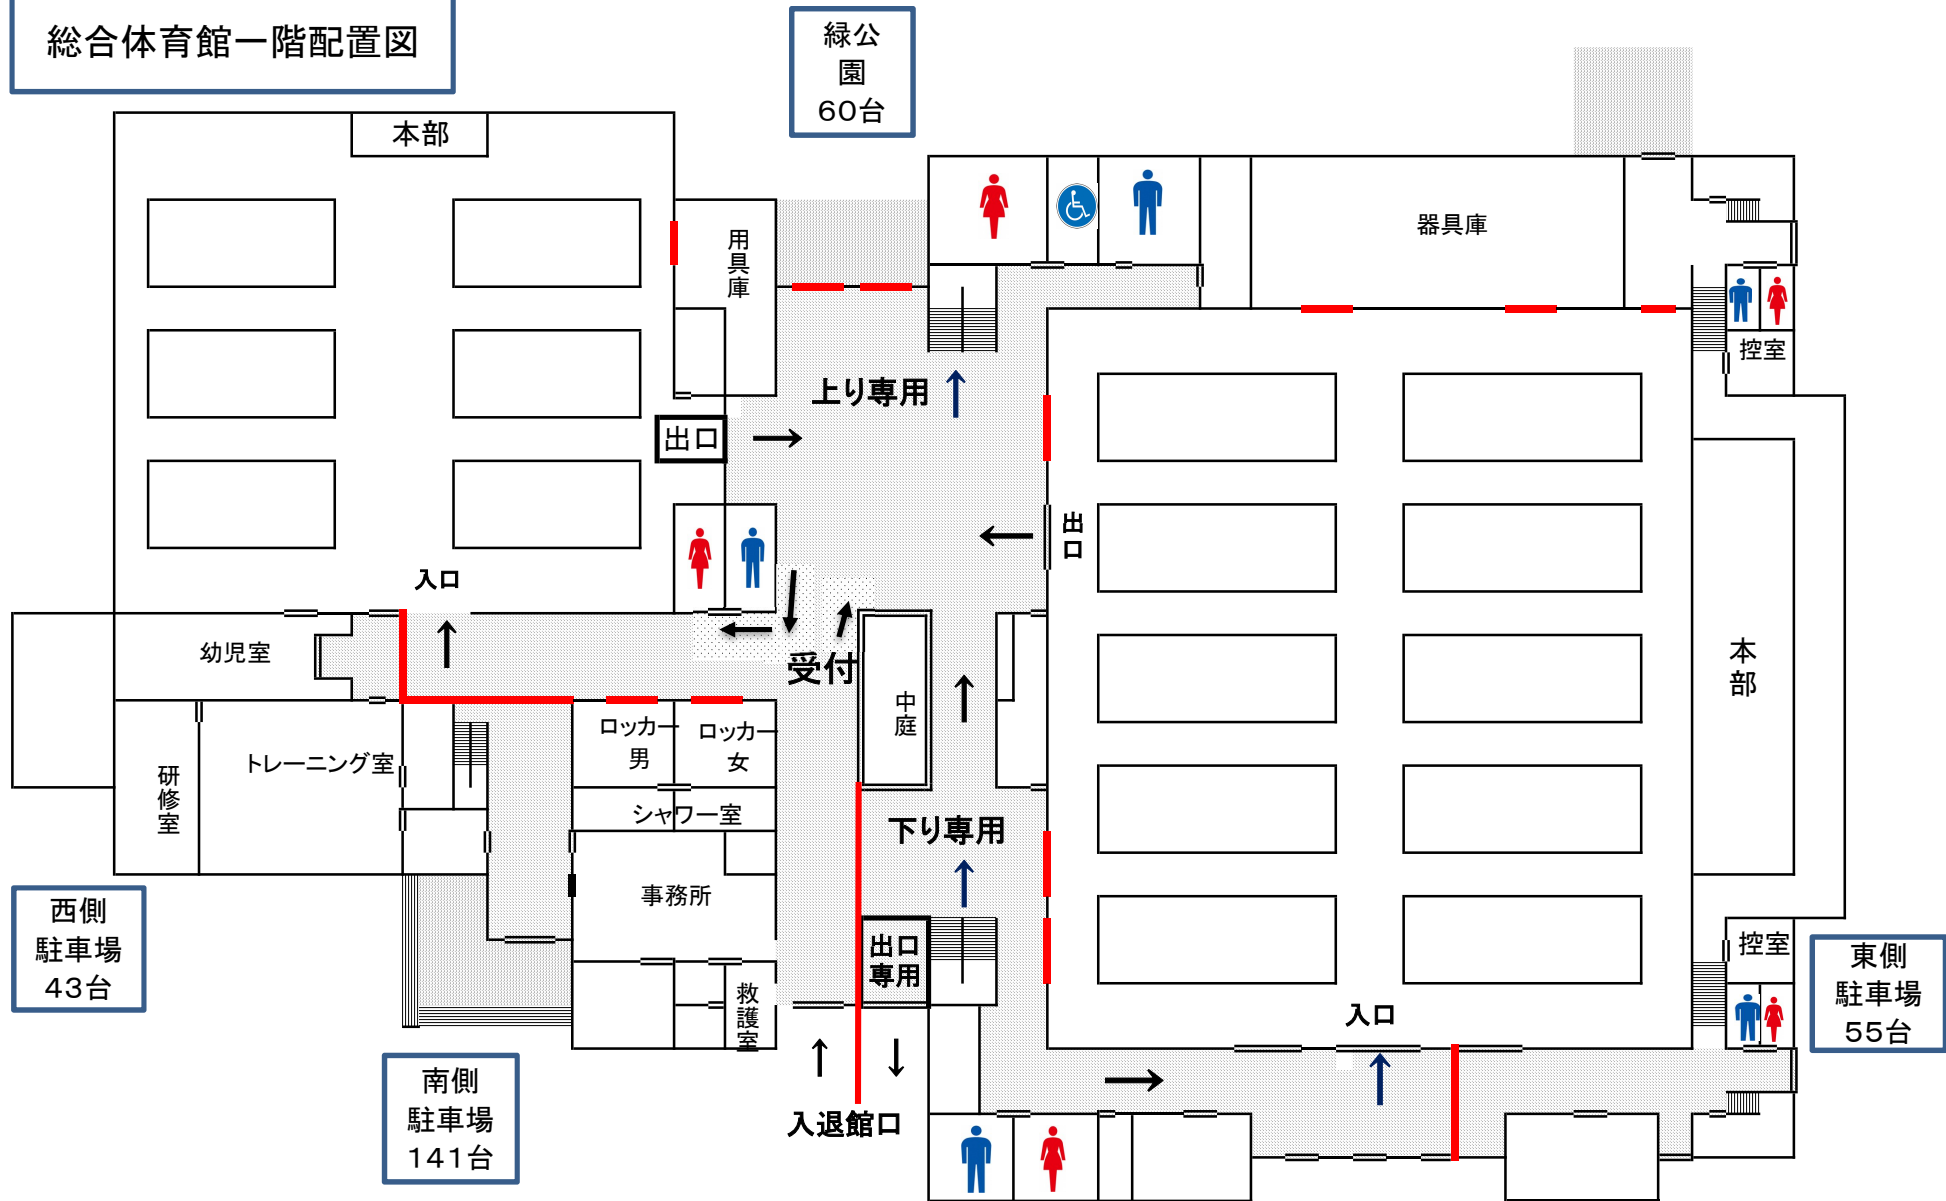 総合体育館一階配置図
緑公
園
60台
本部
用具庫
器具庫
控室
上り専用
出口
出口
入口
幼児室
受付
中庭
本部
ロッカー
男
ロッカー
女
研修室
トレーニング室
シャワー室
下り専用
事務所
西側
駐車場
43台
出口
専用
控室
東側
駐車場
55台
救護室
入口
南側
駐車場
141台
入退館口